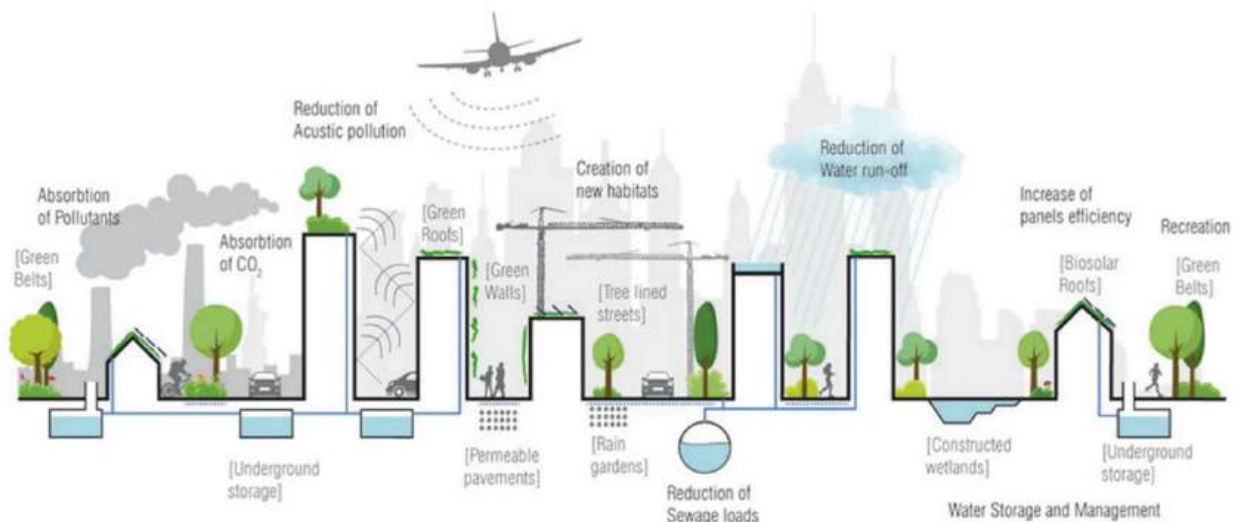 Reduction of
Acustic pollution
Creation of
new habitats
Reduction of
Water run-off
Absorbtion
of Pollutants
Absorbtion
of CO₂
Increase of
panels efficiency
Recreation
[Green
Belts]
[Green
Roofs]
[Green
Walls]
[Tree lined
streets]
[Biosolar
Roofs]
[Green
Belts]
[Underground
storage]
[Permeable
pavements]
[Rain
gardens]
Reduction of
Sewage loads
[Constructed
wetlands]
[Underground
storage]
Water Storage and Management